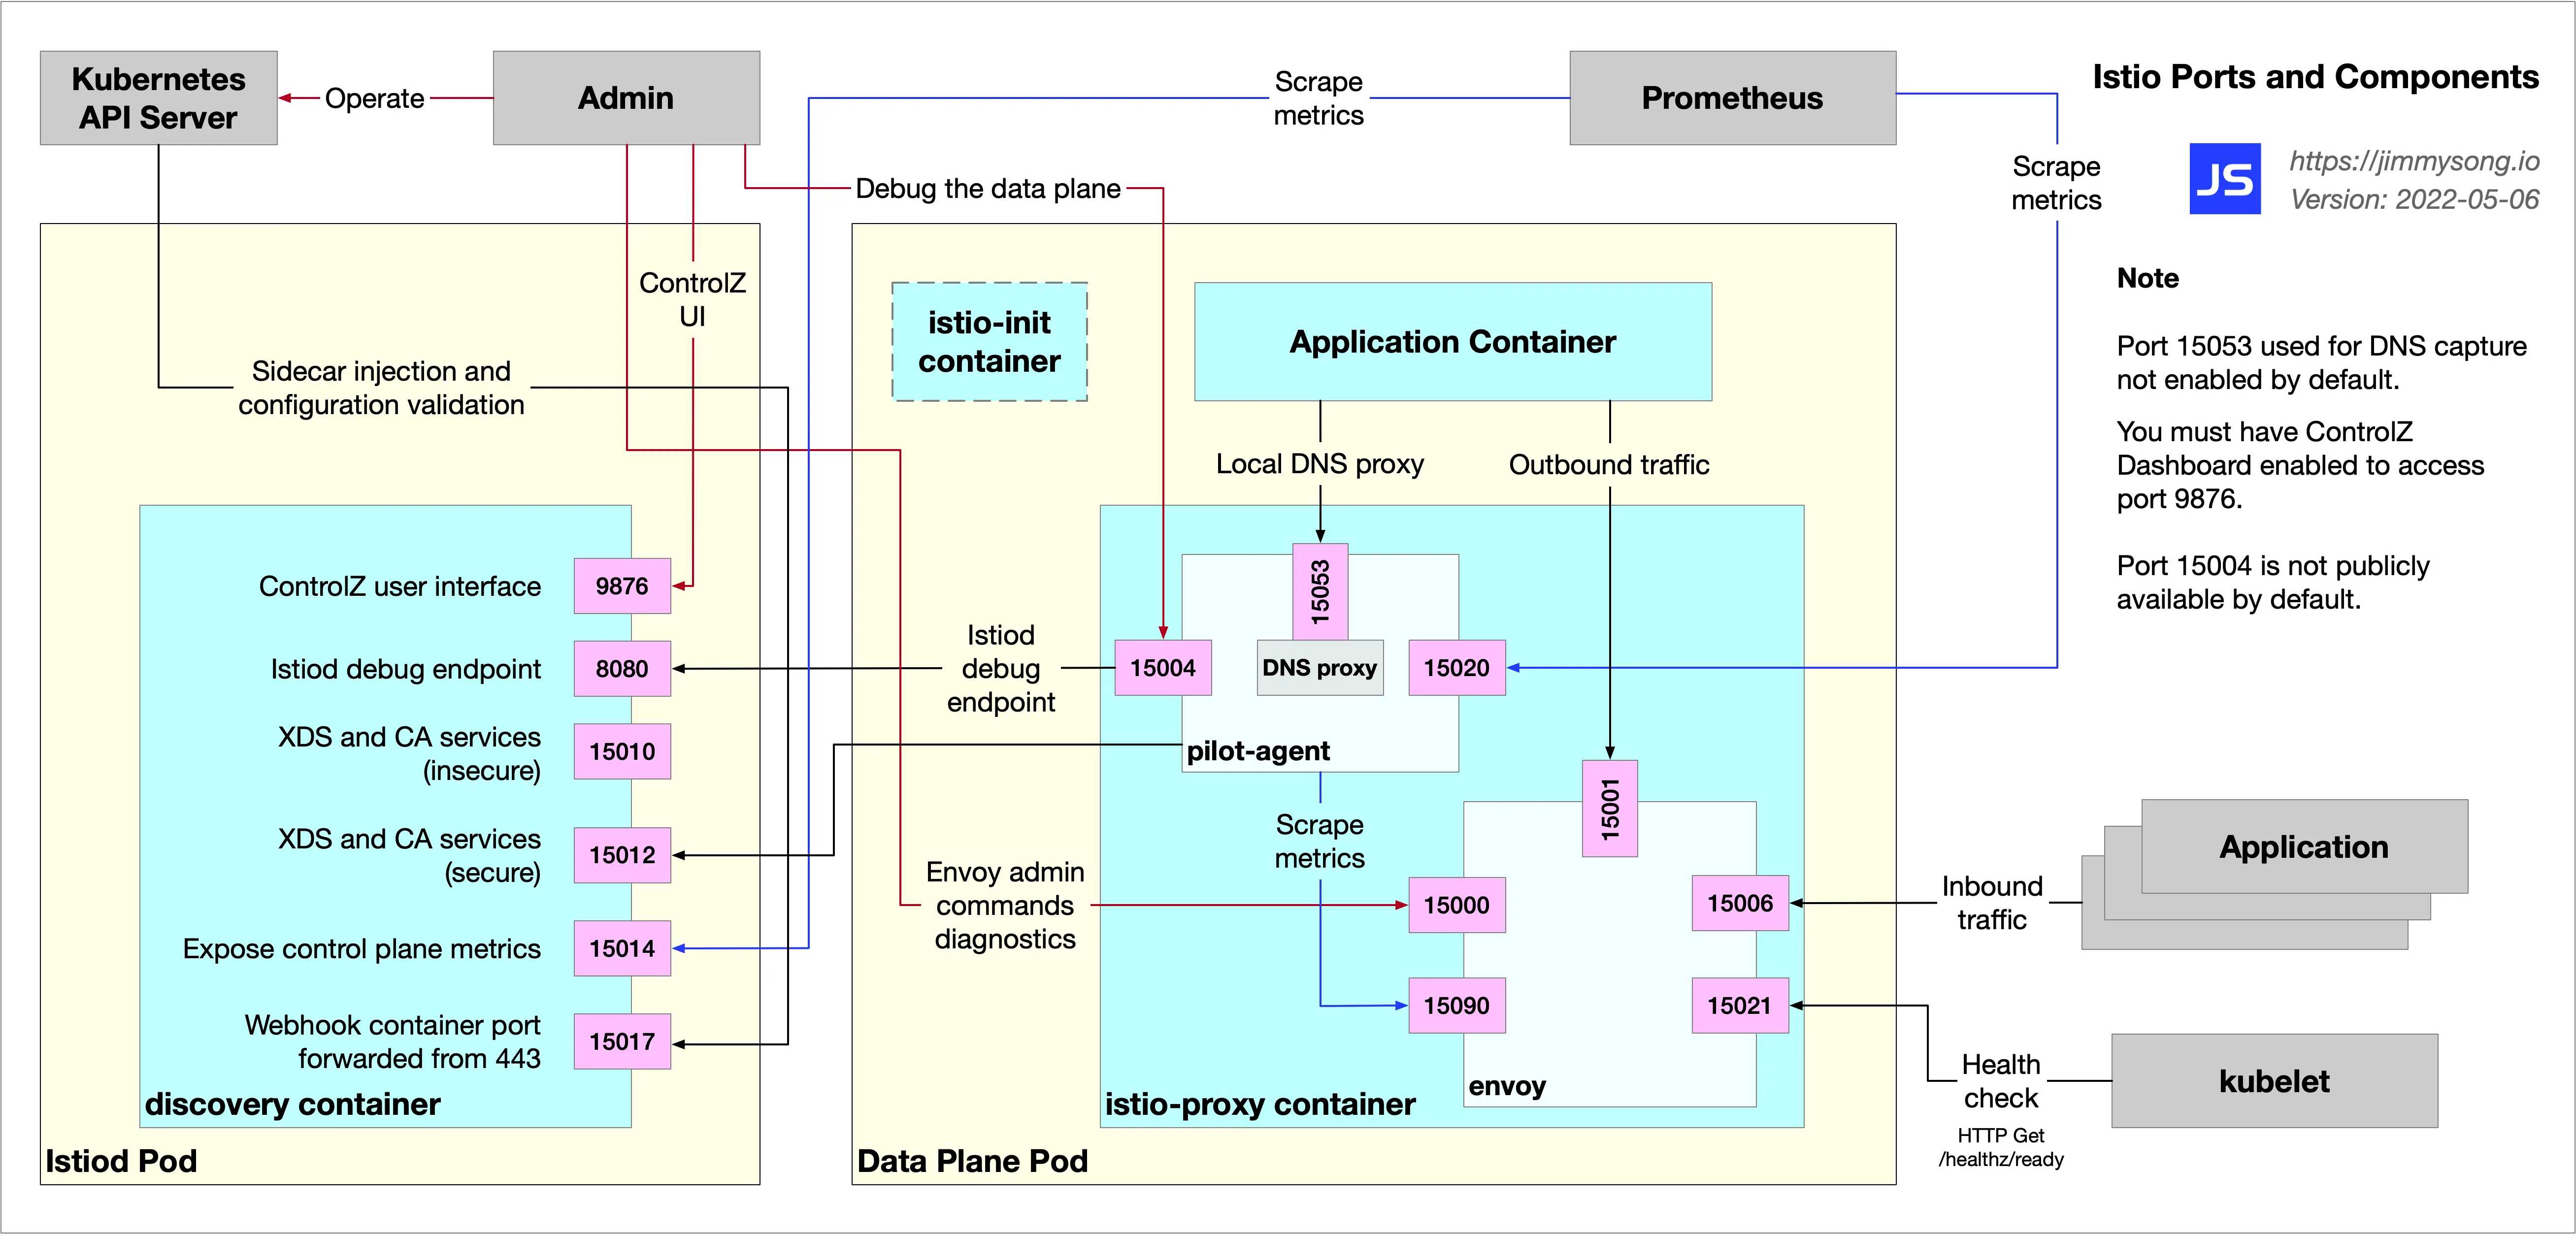 Kubernetes
API Server
Operate
Admin
Scrape
metrics
Prometheus
Istio Ports and Components
JS
https://jimmysong.io
Version: 2022-05-06
Scrape
metrics
Debug the data plane
ControlZ
UI
Sidecar injection and
configuration validation
istio-init
container
Application Container
Local DNS proxy
Outbound traffic
Note
Port 15053 used for DNS capture
not enabled by default.
You must have ControlZ
Dashboard enabled to access
port 9876.
Port 15004 is not publicly
available by default.
ControlZ user interface
9876
Istiod debug endpoint
8080
XDS and CA services
(insecure)
15010
XDS and CA services
(secure)
15012
Expose control plane metrics
15014
Webhook container port
forwarded from 443
15017
discovery container
Istiod Pod
Istiod
debug
endpoint
15004
15053
DNS proxy
15020
pilot-agent
Scrape
metrics
Envoy admin
commands
diagnostics
15001
15000
15006
15090
15021
envoy
istio-proxy container
Data Plane Pod
Inbound
traffic
Application
Health
check
HTTP Get
/healthz/ready
kubelet